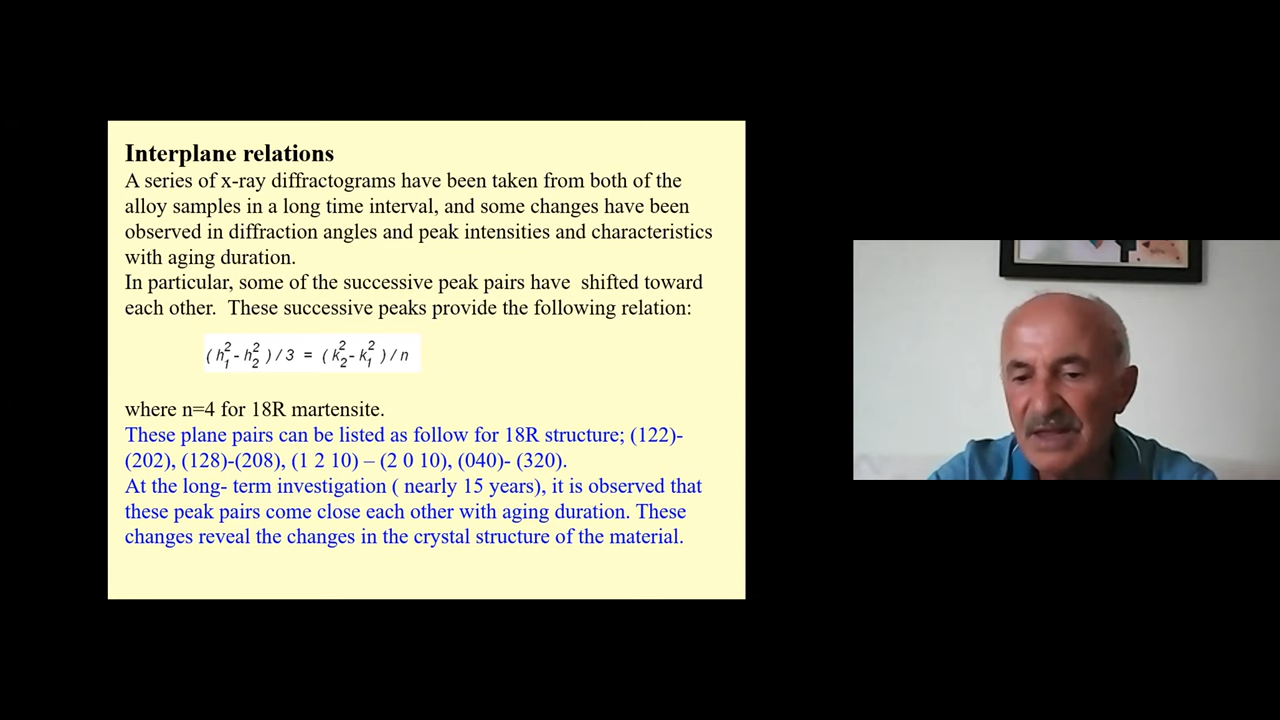 Interplane relations
A series of x-ray diffractograms have been taken from both of the
alloy samples in a long time interval, and some changes have been
observed in diffraction angles and peak intensities and characteristics
with aging duration.
In particular, some of the successive peak pairs have shifted toward
each other. These successive peaks provide the following relation:
( h₁² - h₂² ) / 3 = ( k₂² - k₁² ) / n
where n=4 for 18R martensite.
These plane pairs can be listed as follow for 18R structure; (122)-
(202), (128)-(208), (1 2 10) – (2 0 10), (040)- (320).
At the long- term investigation ( nearly 15 years), it is observed that
these peak pairs come close each other with aging duration. These
changes reveal the changes in the crystal structure of the material.